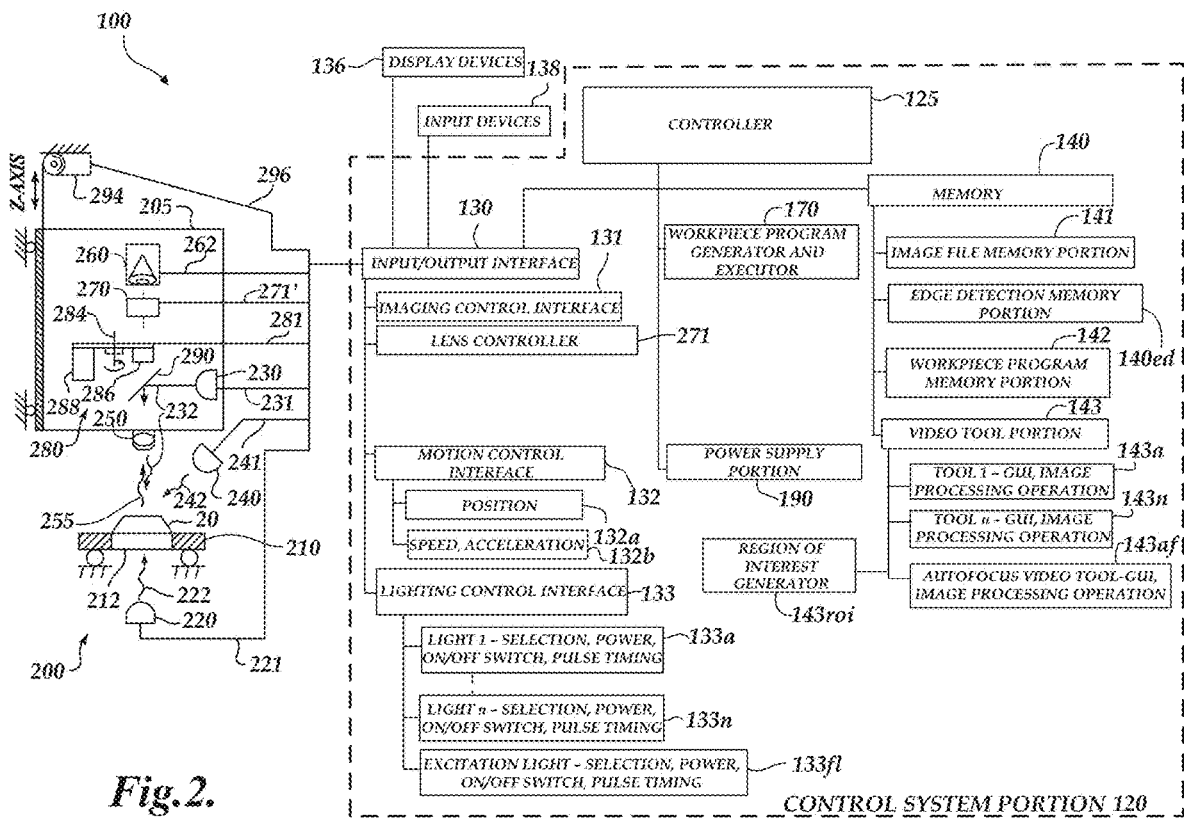 100
136
DISPLAY DEVICES
138
INPUT DEVICES
125
CONTROLLER
140
MEMORY
Z-AXIS
294
296
205
260
262
270
271'
284
281
290
230
286
288
232
231
250
280
241
240
242
255
20
210
212
222
220
200
221
130
INPUT/OUTPUT INTERFACE
131
IMAGING CONTROL INTERFACE
LENS CONTROLLER
271
170
WORKPIECE PROGRAM
GENERATOR AND
EXECUTOR
141
IMAGE FILE MEMORY PORTION
EDGE DETECTION MEMORY
PORTION
140ed
142
WORKPIECE PROGRAM
MEMORY PORTION
143
VIDEO TOOL PORTION
MOTION CONTROL
INTERFACE
132
POSITION
132a
SPEED, ACCELERATION
132b
POWER SUPPLY
PORTION
190
143a
TOOL 1 – GUI, IMAGE
PROCESSING OPERATION
143n
TOOL n – GUI, IMAGE
PROCESSING OPERATION
143af
AUTOFOCUS VIDEO TOOL-GUI,
IMAGE PROCESSING OPERATION
REGION OF
INTEREST
GENERATOR
143roi
LIGHTING CONTROL INTERFACE
133
LIGHT 1 – SELECTION, POWER,
ON/OFF SWITCH, PULSE TIMING
133a
LIGHT n – SELECTION, POWER,
ON/OFF SWITCH, PULSE TIMING
133n
EXCITATION LIGHT – SELECTION, POWER,
ON/OFF SWITCH, PULSE TIMING
133fl
Fig.2.
CONTROL SYSTEM PORTION 120